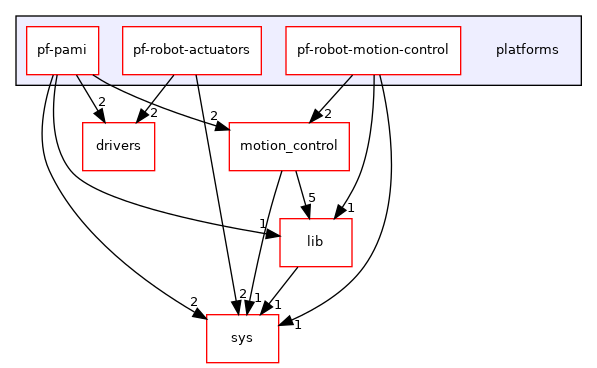 pf-pami
pf-robot-actuators
pf-robot-motion-control
platforms
2
2
2
2
drivers
motion_control
5
1
1
lib
2
2
1
1
1
sys